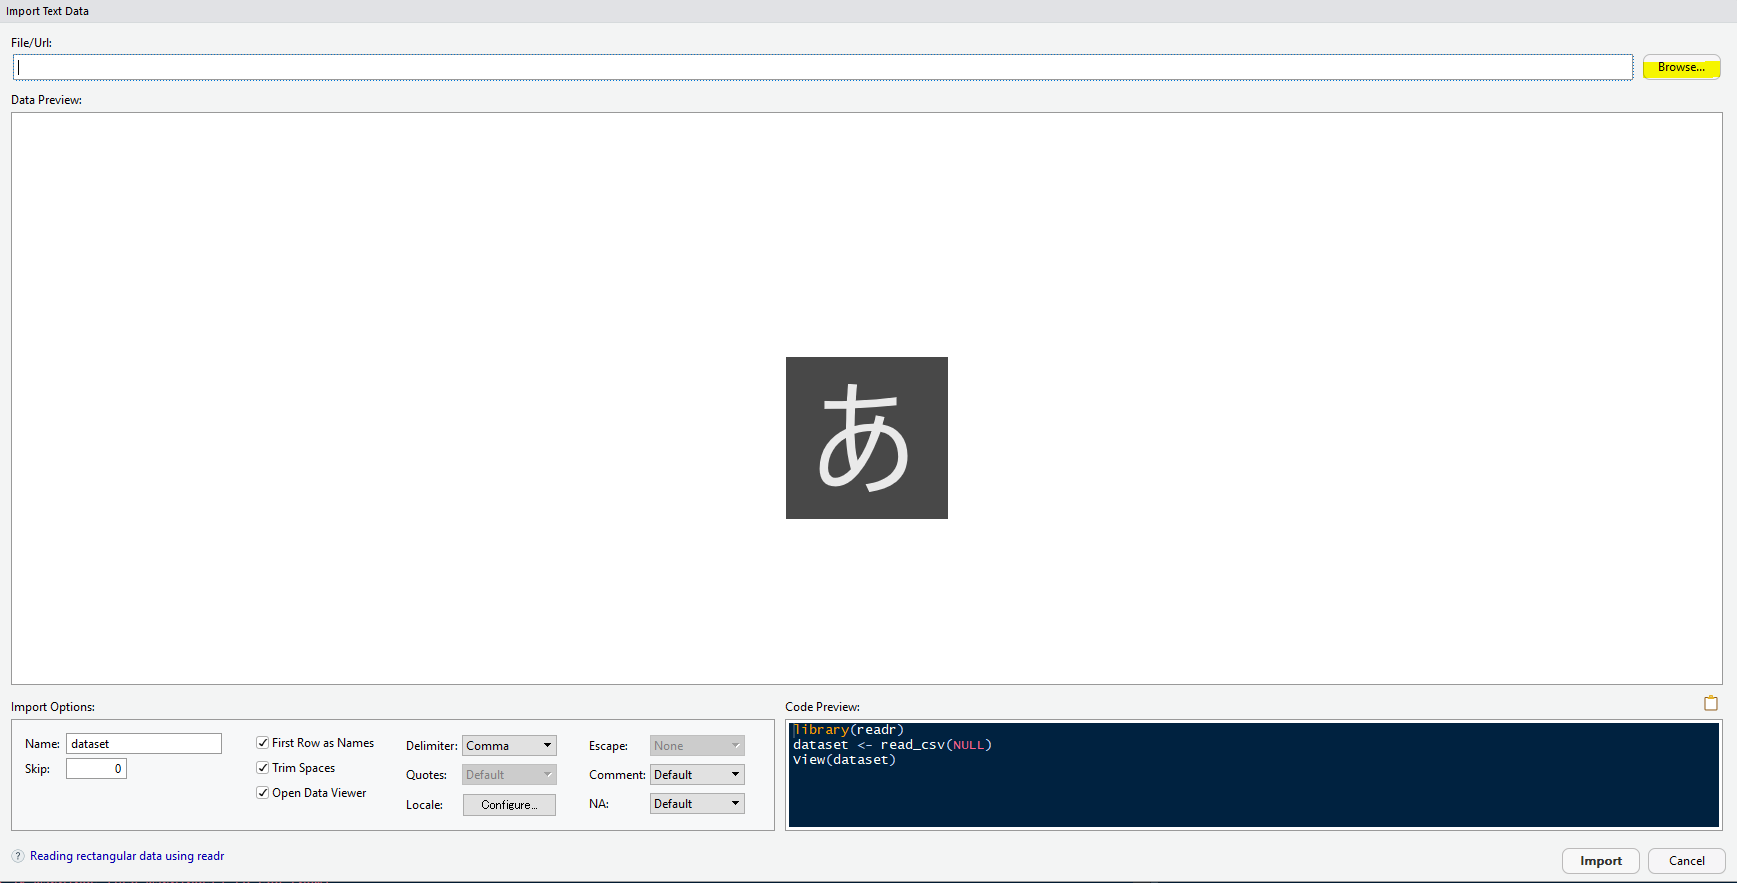 Import Text Data
File/Url:
Browse...
Data Preview:
あ
Import Options:
Name: dataset
Skip: 0
First Row as Names
Trim Spaces
Open Data Viewer
Delimiter: Comma
Quotes: Default
Locale: Configure...
Escape: None
Comment: Default
NA: Default
Code Preview:
library(readr)
dataset <- read_csv(NULL)
View(dataset)
? Reading rectangular data using readr
Import
Cancel